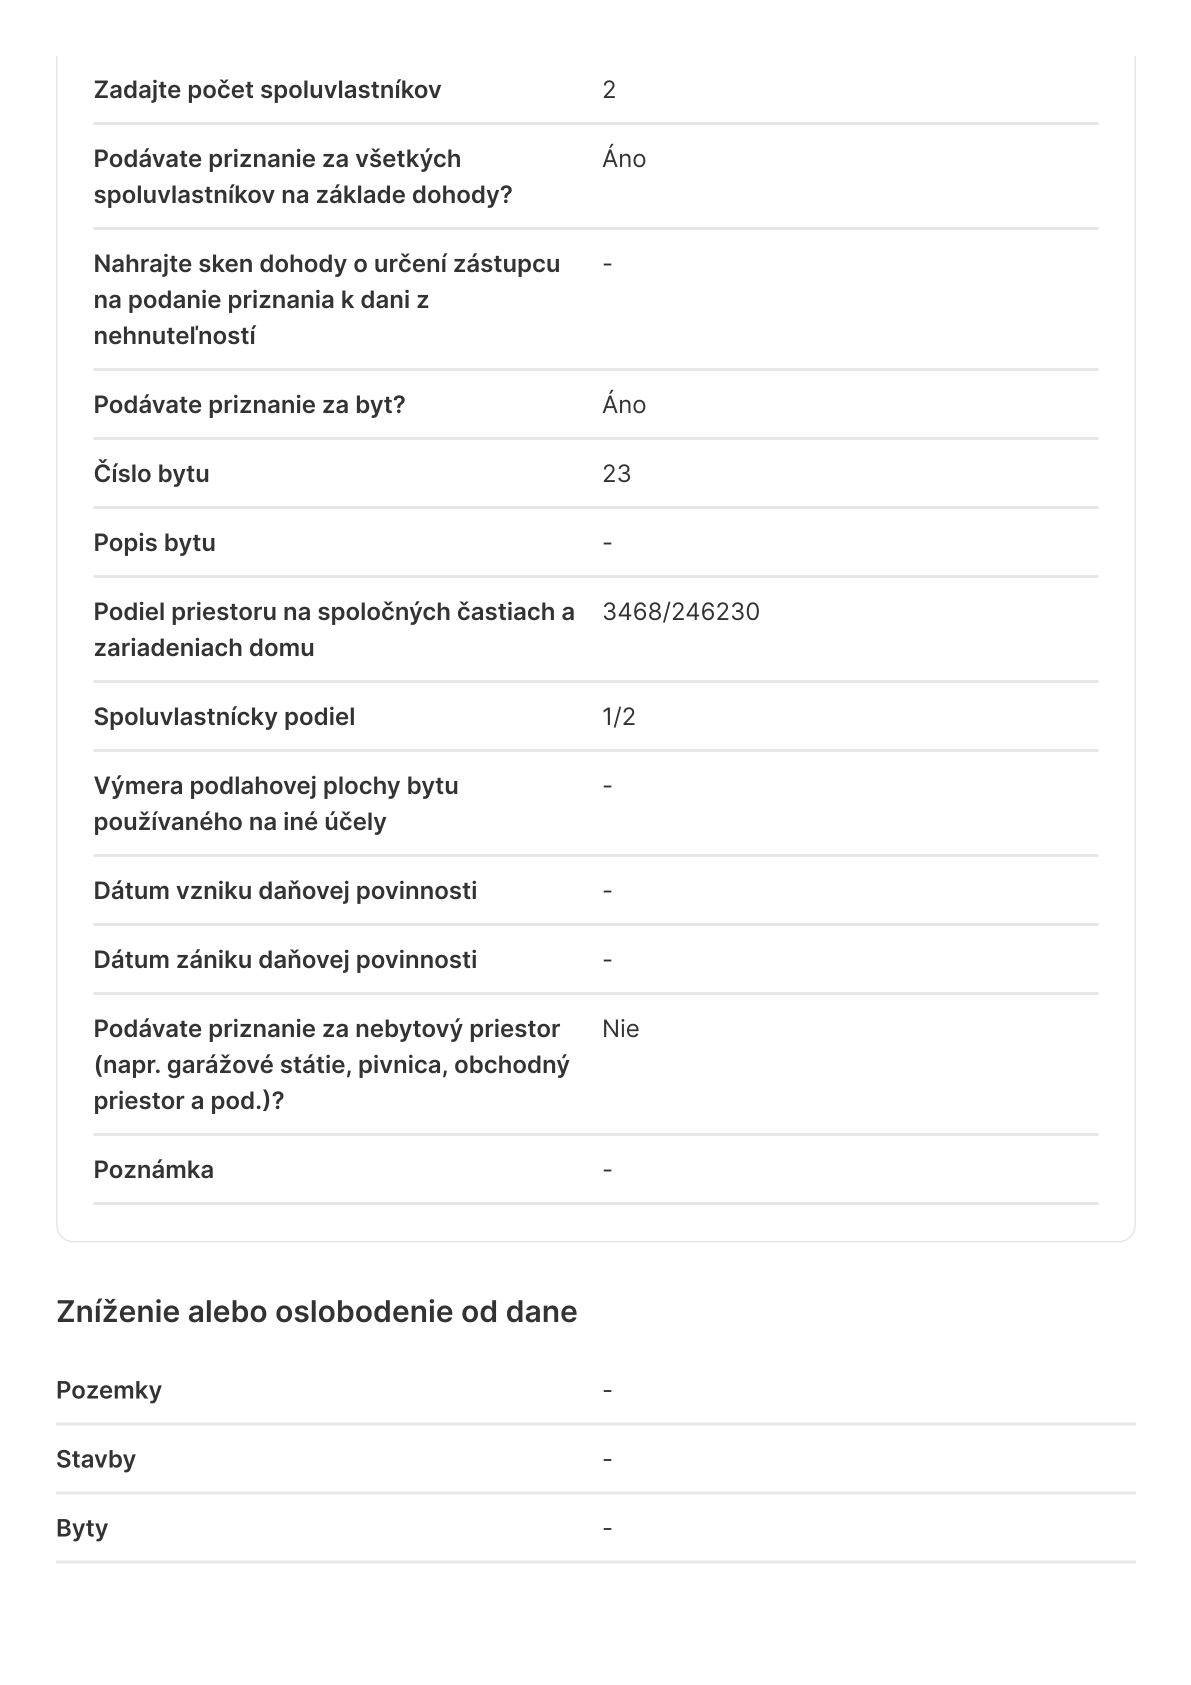 Zadajte počet spoluvlastníkov 2
Podávate priznanie za všetkých Áno
spoluvlastníkov na základe dohody?
Nahrajte sken dohody o určení zástupcu -
na podanie priznania k dani z
nehnuteľností
Podávate priznanie za byt? Áno
Číslo bytu 23
Popis bytu -
Podiel priestoru na spoločných častiach a 3468/246230
zariadeniach domu
Spoluvlastnícky podiel 1/2
Výmera podlahovej plochy bytu -
používaného na iné účely
Dátum vzniku daňovej povinnosti -
Dátum zániku daňovej povinnosti -
Podávate priznanie za nebytový priestor Nie
(napr. garážové státie, pivnica, obchodný
priestor a pod.)?
Poznámka -
Zníženie alebo oslobodenie od dane
Pozemky -
Stavby -
Byty -